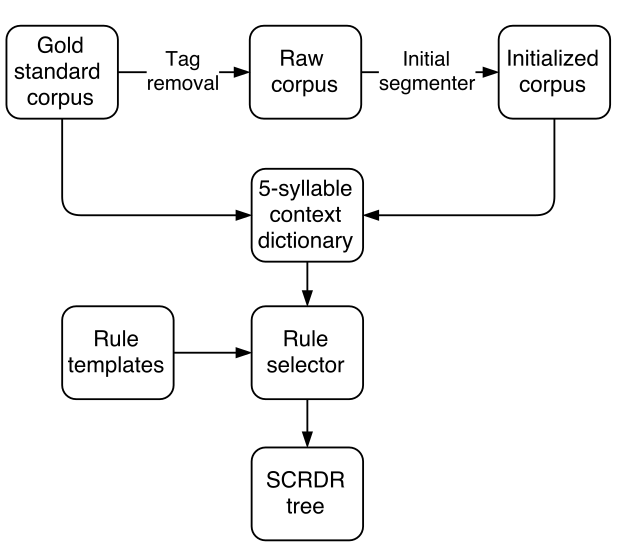 Gold
standard
corpus
Tag
removal
Raw
corpus
Initial
segmenter
Initialized
corpus
5-syllable
context
dictionary
Rule
templates
Rule
selector
SCRDR
tree